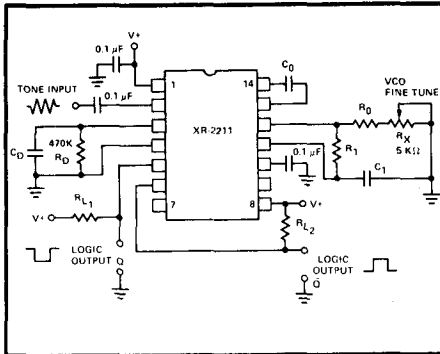 V+
0.1 µF
TONE INPUT
0.1 µF
1
14
C0
VCO
FINE TUNE
XR-2211
R0
RX
5 KΩ
470K
RD
CD
R1
0.1 µF
C1
RL1
V+
7
8
V+
RL2
LOGIC
OUTPUT
Q
LOGIC
OUTPUT
Q